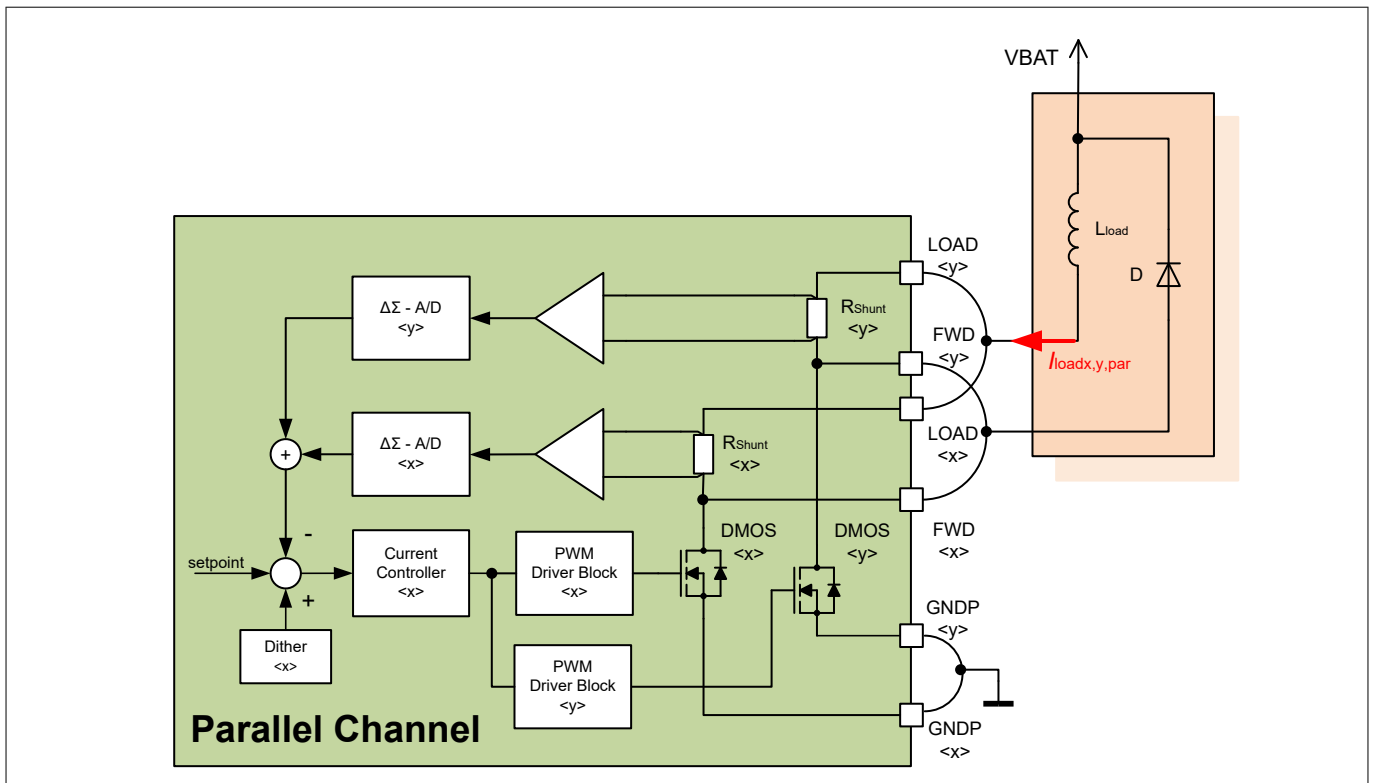 VBAT
LOAD
<y>
Lload
D
ΔΣ - A/D
<y>
RShunt
<y>
FWD
<y>
Iloadx,y,par
ΔΣ - A/D
<x>
RShunt
<x>
LOAD
<x>
+
-
setpoint
+
Current
Controller
<x>
PWM
Driver Block
<x>
DMOS
<x>
DMOS
<y>
FWD
<x>
Dither
<x>
PWM
Driver Block
<y>
GNDP
<y>
GNDP
<x>
Parallel Channel